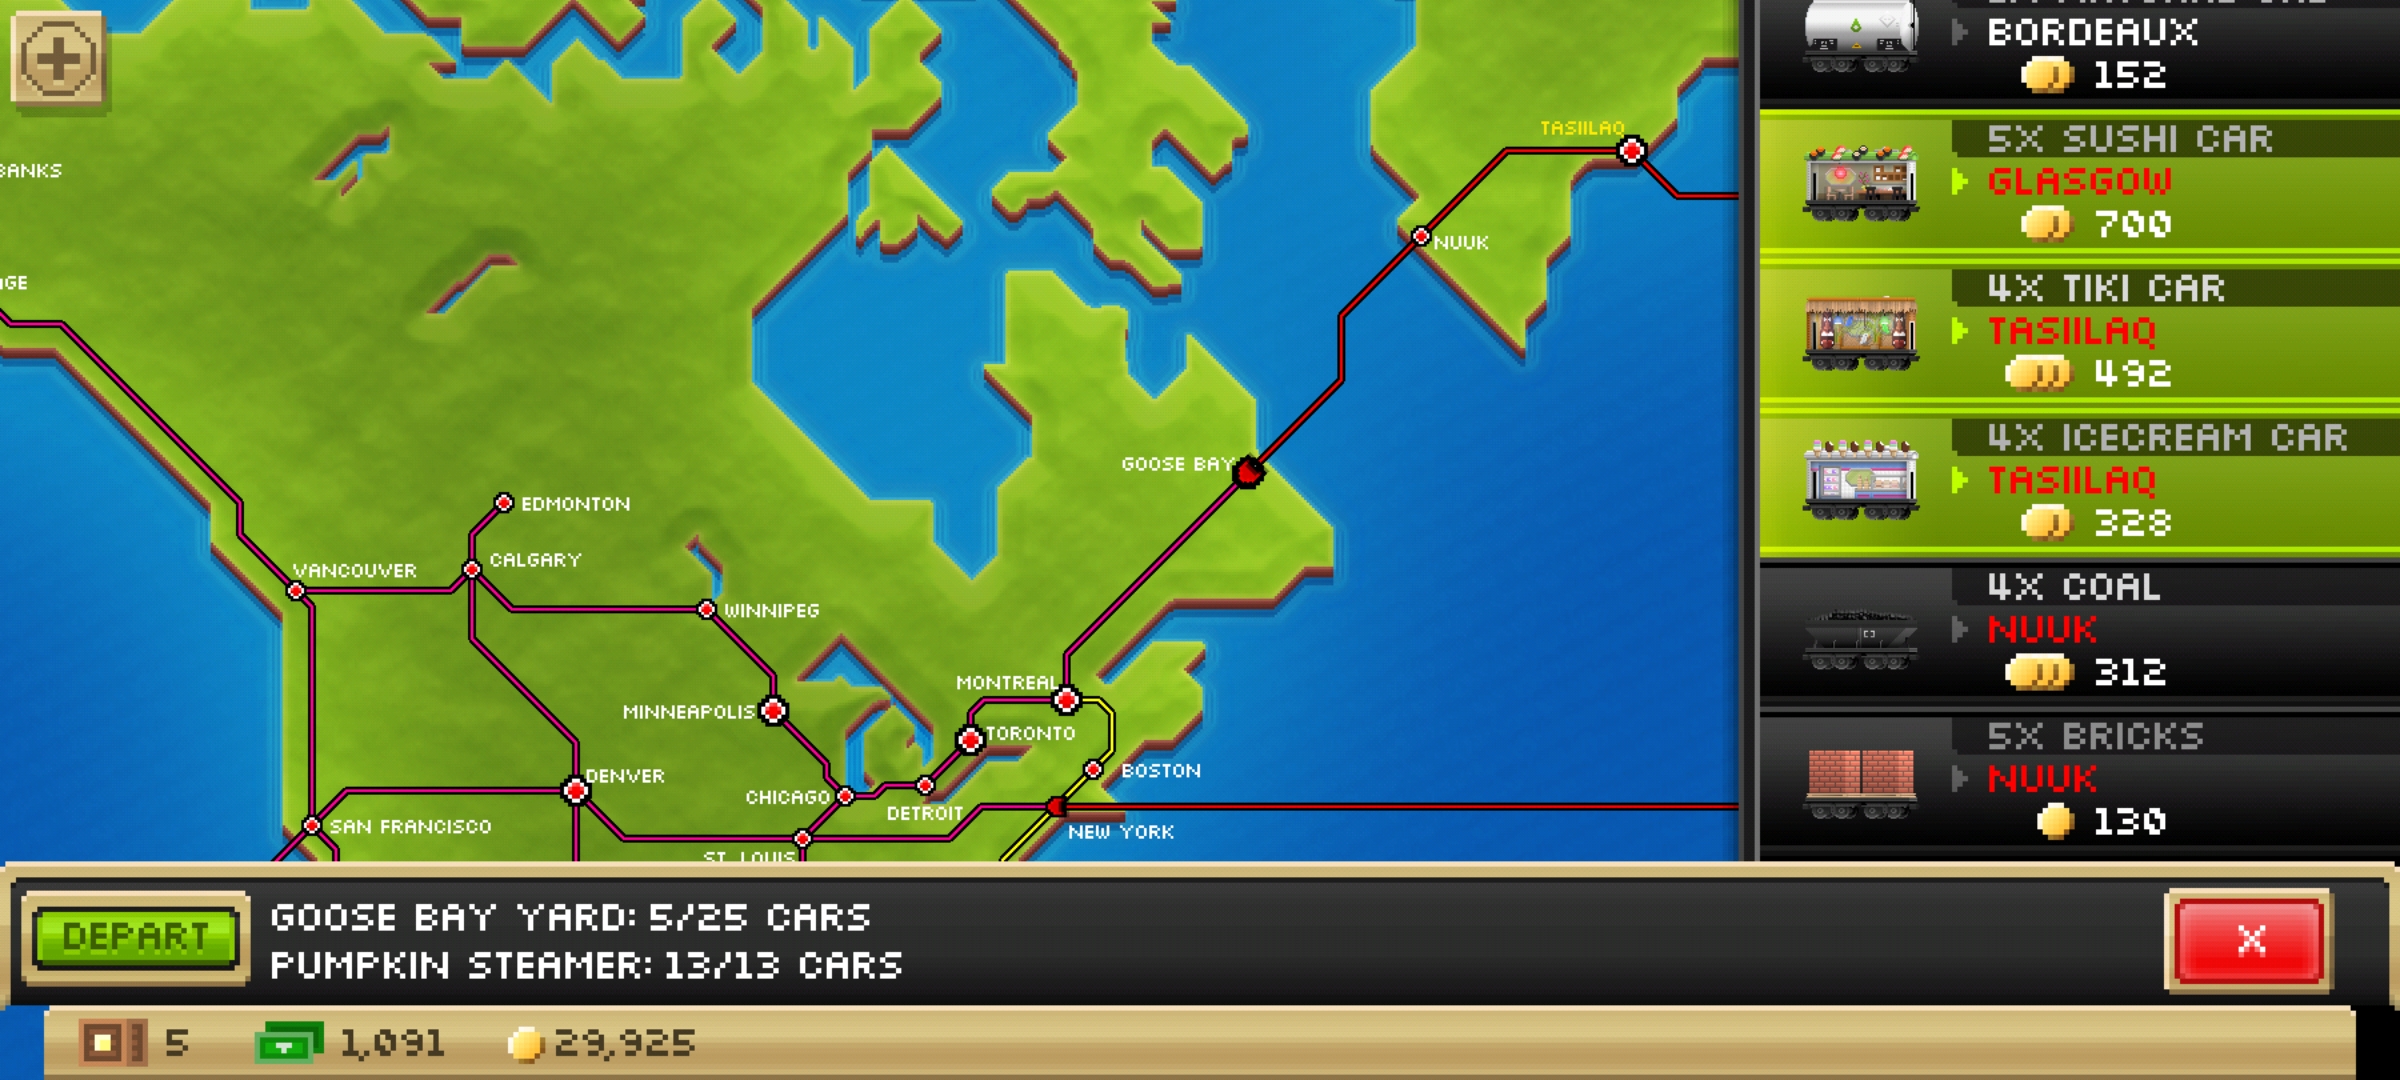 BORDEAUX
152
5X SUSHI CAR
GLASGOW
700
4X TIKI CAR
TASIILAQ
492
4X ICECREAM CAR
TASIILAQ
328
4X COAL
NUUK
312
5X BRICKS
NUUK
130
TASIILAQ
NUUK
GOOSE BAY
EDMONTON
CALGARY
VANCOUVER
WINNIPEG
MONTREAL
MINNEAPOLIS
TORONTO
BOSTON
DENVER
CHICAGO
DETROIT
SAN FRANCISCO
NEW YORK
ST. LOUIS
DEPART
GOOSE BAY YARD: 5/25 CARS
PUMPKIN STEAMER: 13/13 CARS
X
5
1,091
29,925